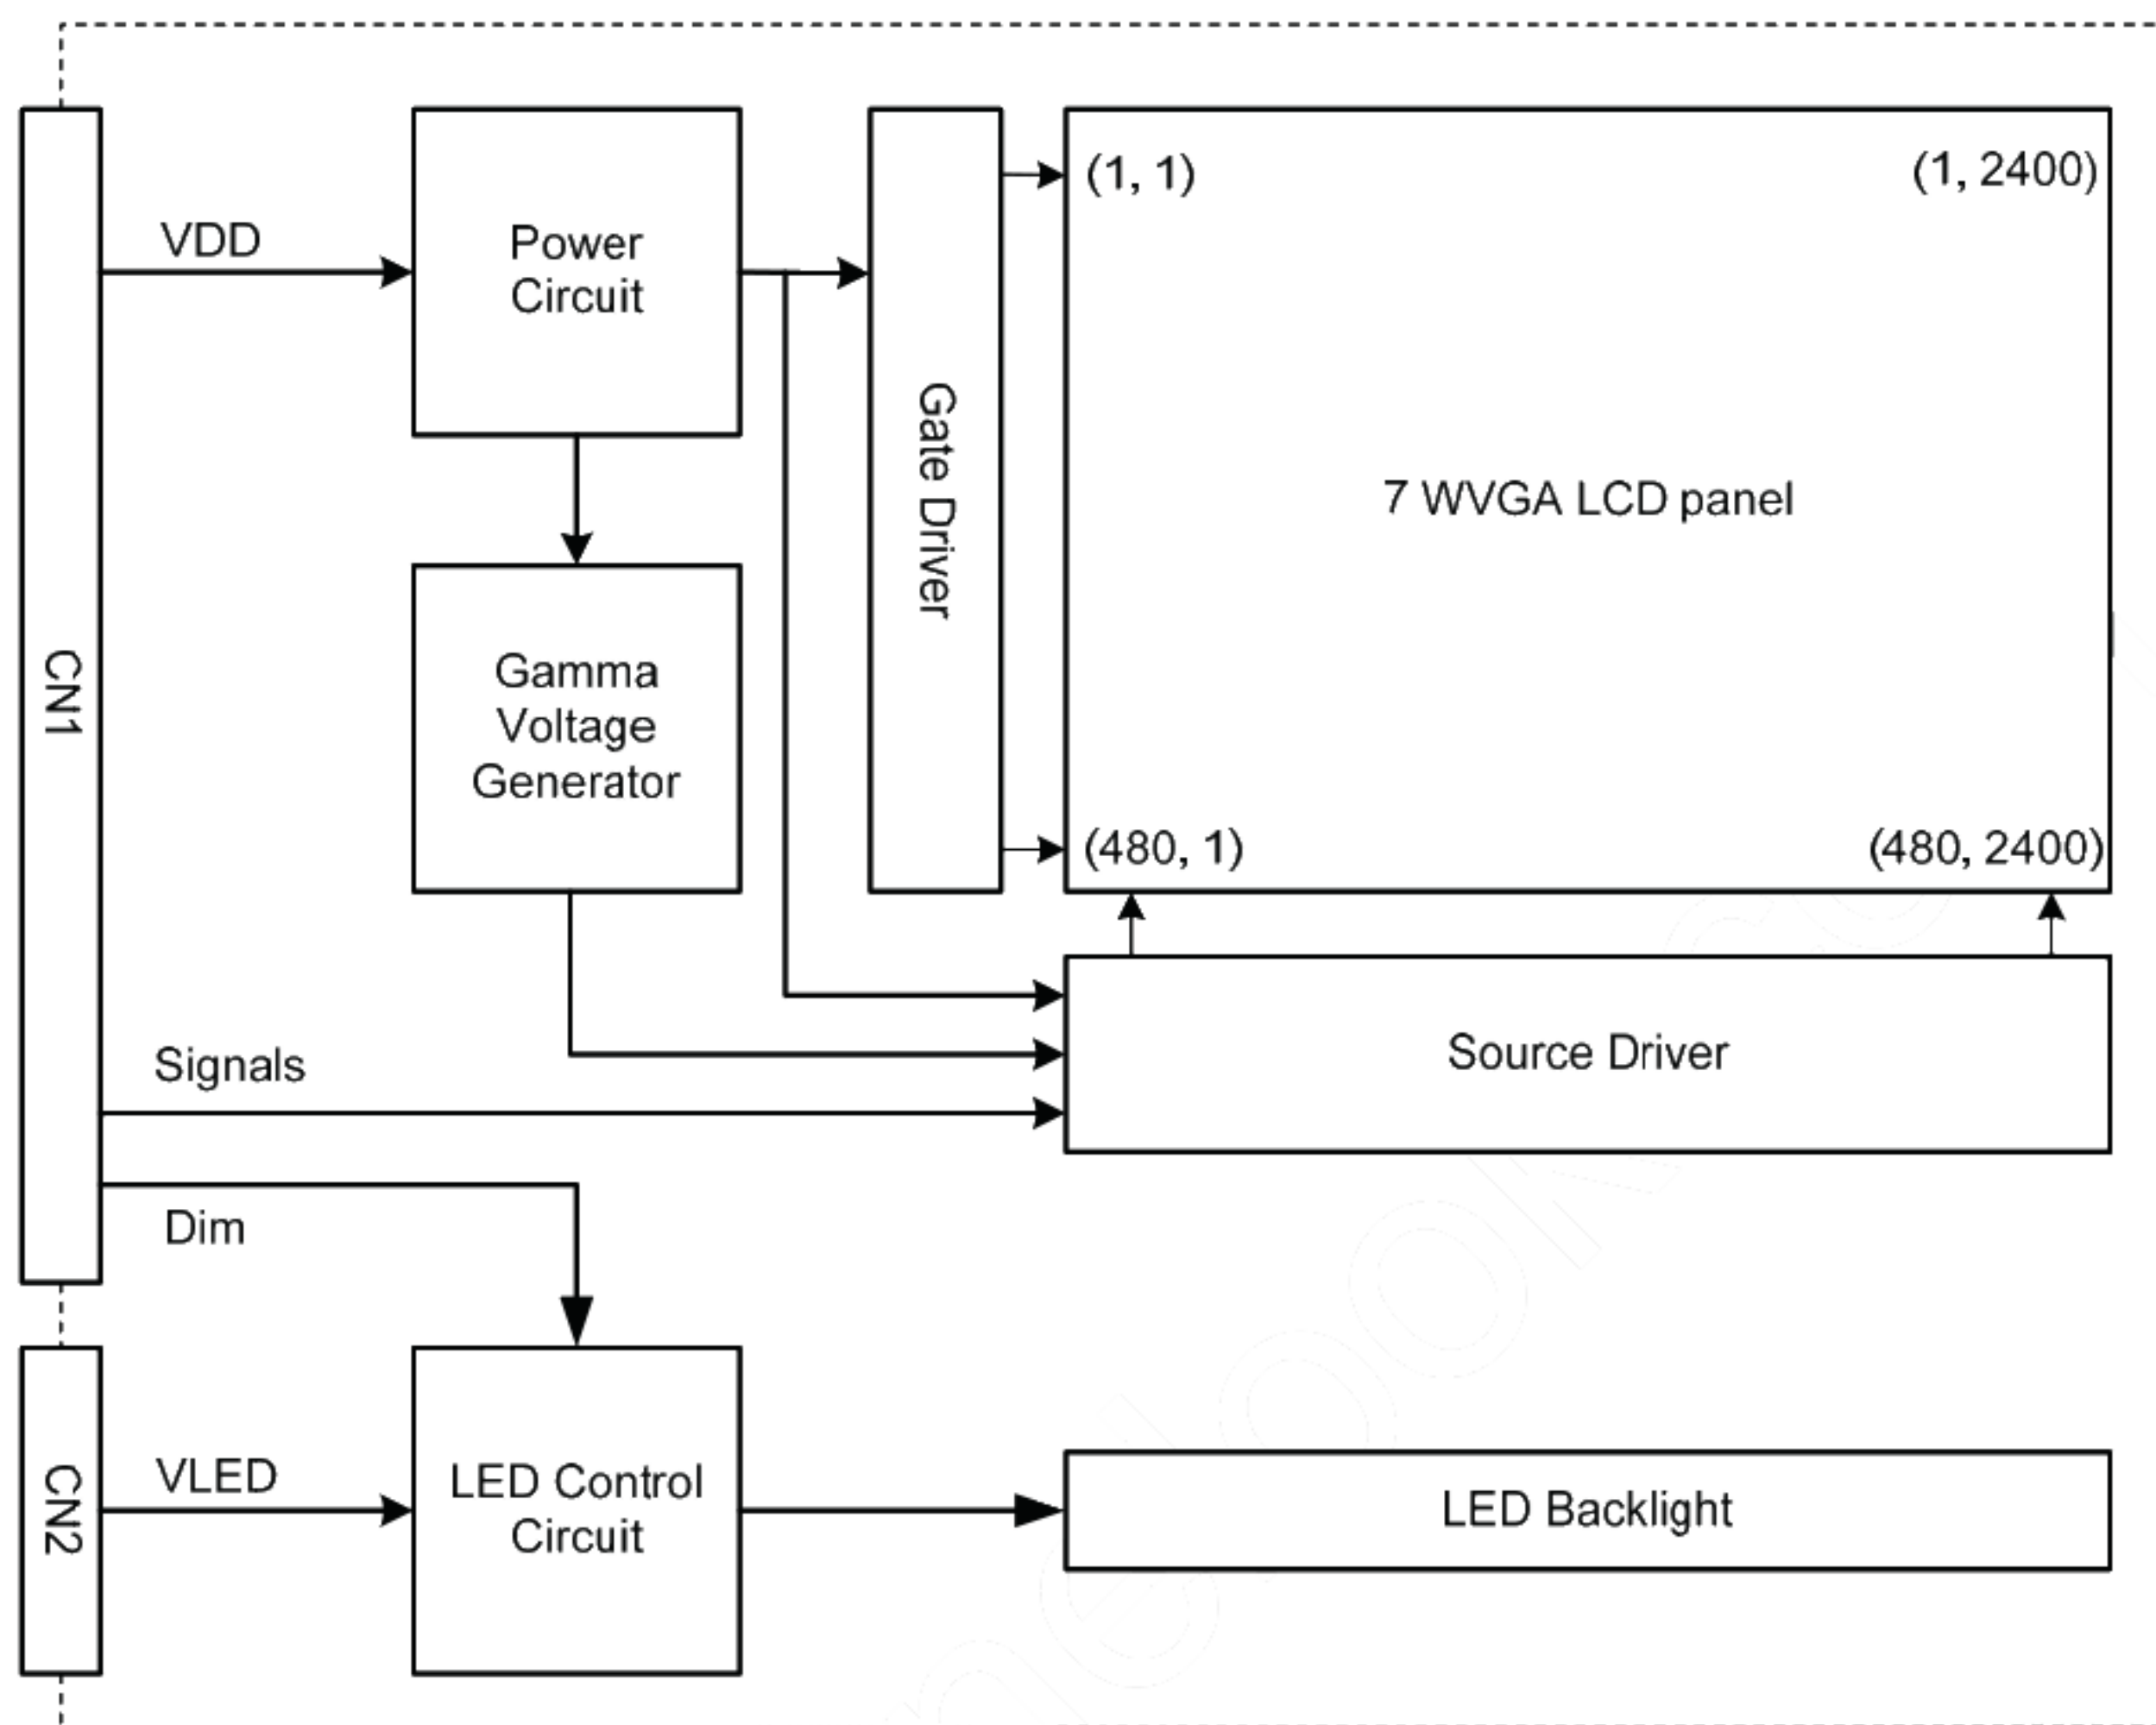 CN1
VDD
Power
Circuit
Gate Driver
(1, 1)
(1, 2400)
7 WVGA LCD panel
Gamma
Voltage
Generator
(480, 1)
(480, 2400)
Signals
Source Driver
Dim
CN2
VLED
LED Control
Circuit
LED Backlight